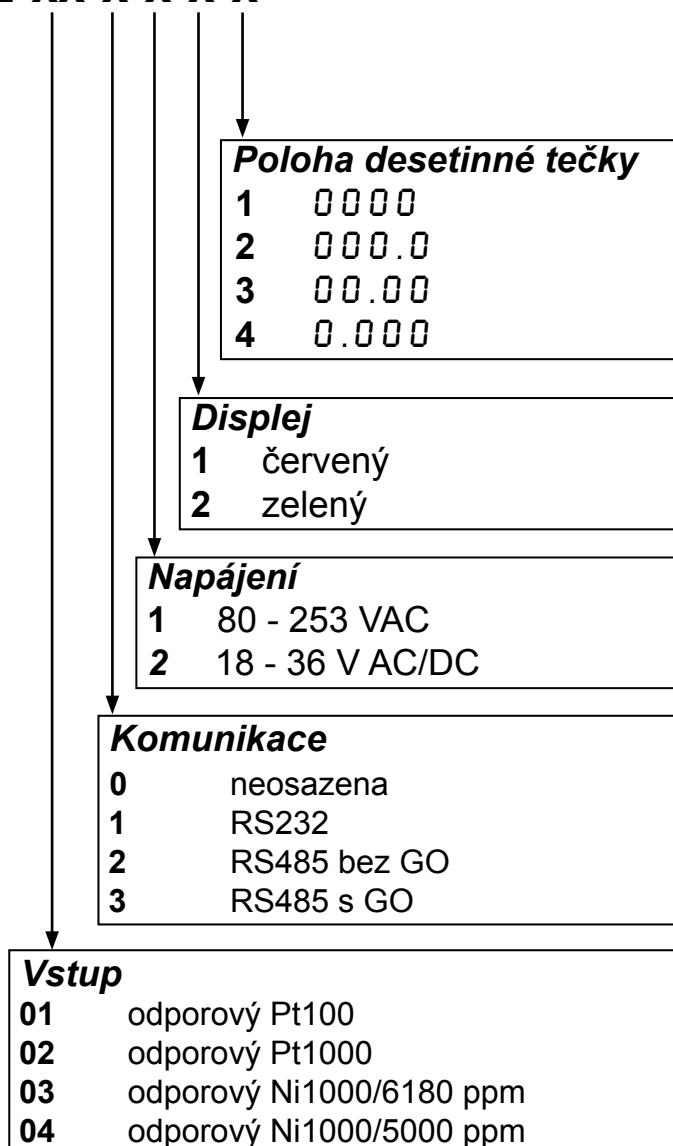 Poloha desetinné tečky
1 0000
2 000.0
3 00.00
4 0.000
Displej
1 červený
2 zelený
Napájení
1 80 - 253 VAC
2 18 - 36 V AC/DC
Komunikace
0 neosazena
1 RS232
2 RS485 bez GO
3 RS485 s GO
Vstup
01 odporový Pt100
02 odporový Pt1000
03 odporový Ni1000/6180 ppm
04 odporový Ni1000/5000 ppm